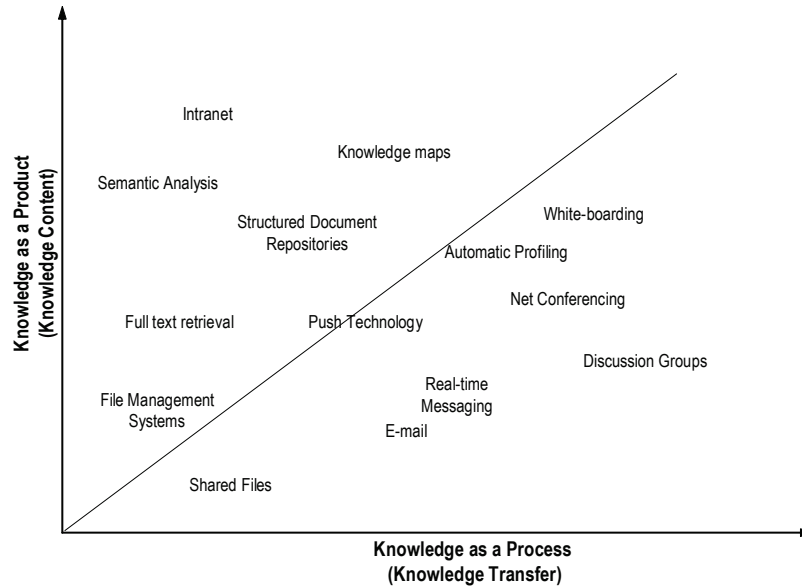 Intranet
Knowledge maps
Semantic Analysis
Structured Document
Repositories
White-boarding
Automatic Profiling
Net Conferencing
Full text retrieval
Push Technology
Discussion Groups
File Management
Systems
Real-time
Messaging
E-mail
Shared Files
Knowledge as a Product
(Knowledge Content)
Knowledge as a Process
(Knowledge Transfer)